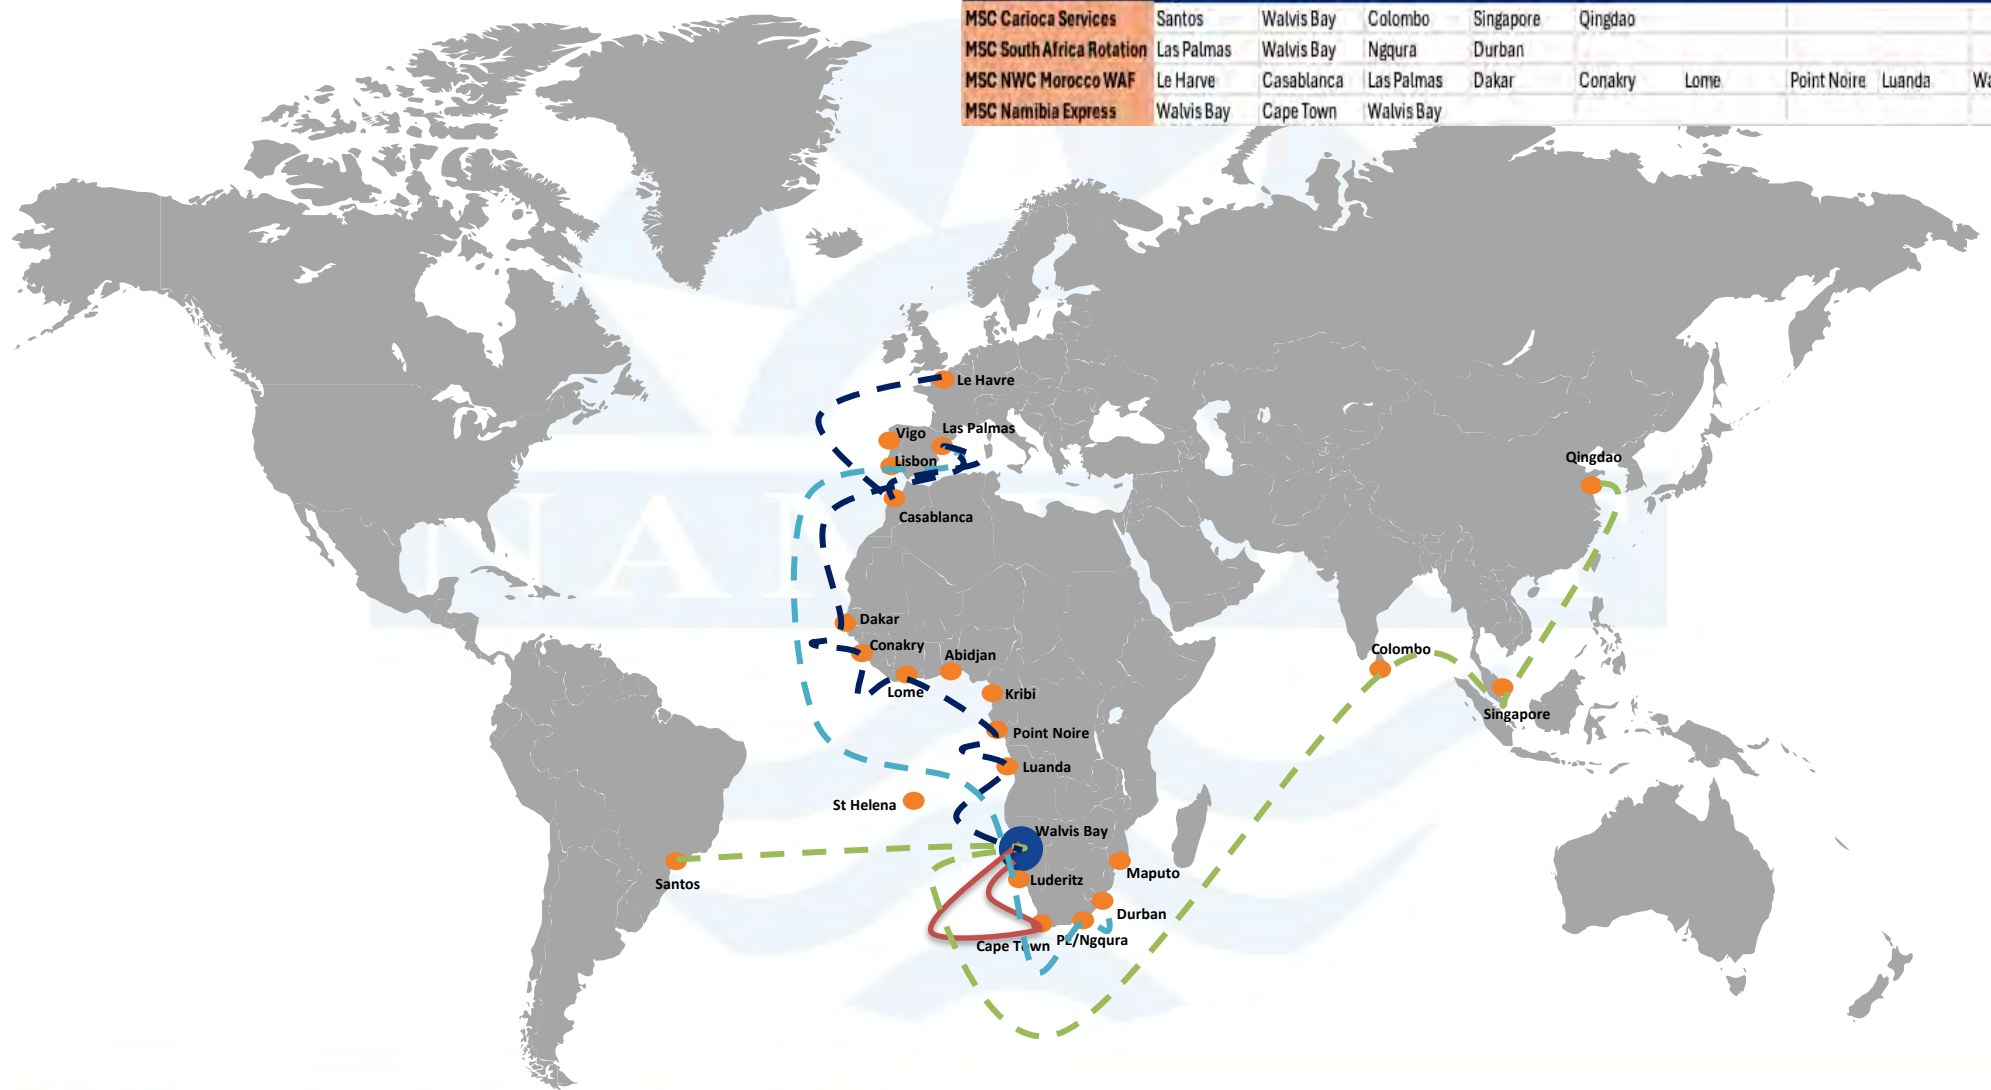 MSC Carioca Services Santos Walvis Bay Colombo Singapore Qingdao
MSC South Africa Rotation Las Palmas Walvis Bay Ngqura Durban
MSC NWC Morocco WAF Le Harve Casablanca Las Palmas Dakar Conakry Lome Point Noire Luanda Wa
MSC Namibia Express Walvis Bay Cape Town Walvis Bay
Le Havre
Las Palmas
Vigo
Lisbon
Qingdao
Casablanca
Dakar
Conakry
Abidjan
Colombo
Lome
Kribi
Singapore
Point Noire
Luanda
St Helena
Walvis Bay
Santos
Luderitz
Maputo
Durban
Cape Town
PE/Ngqura